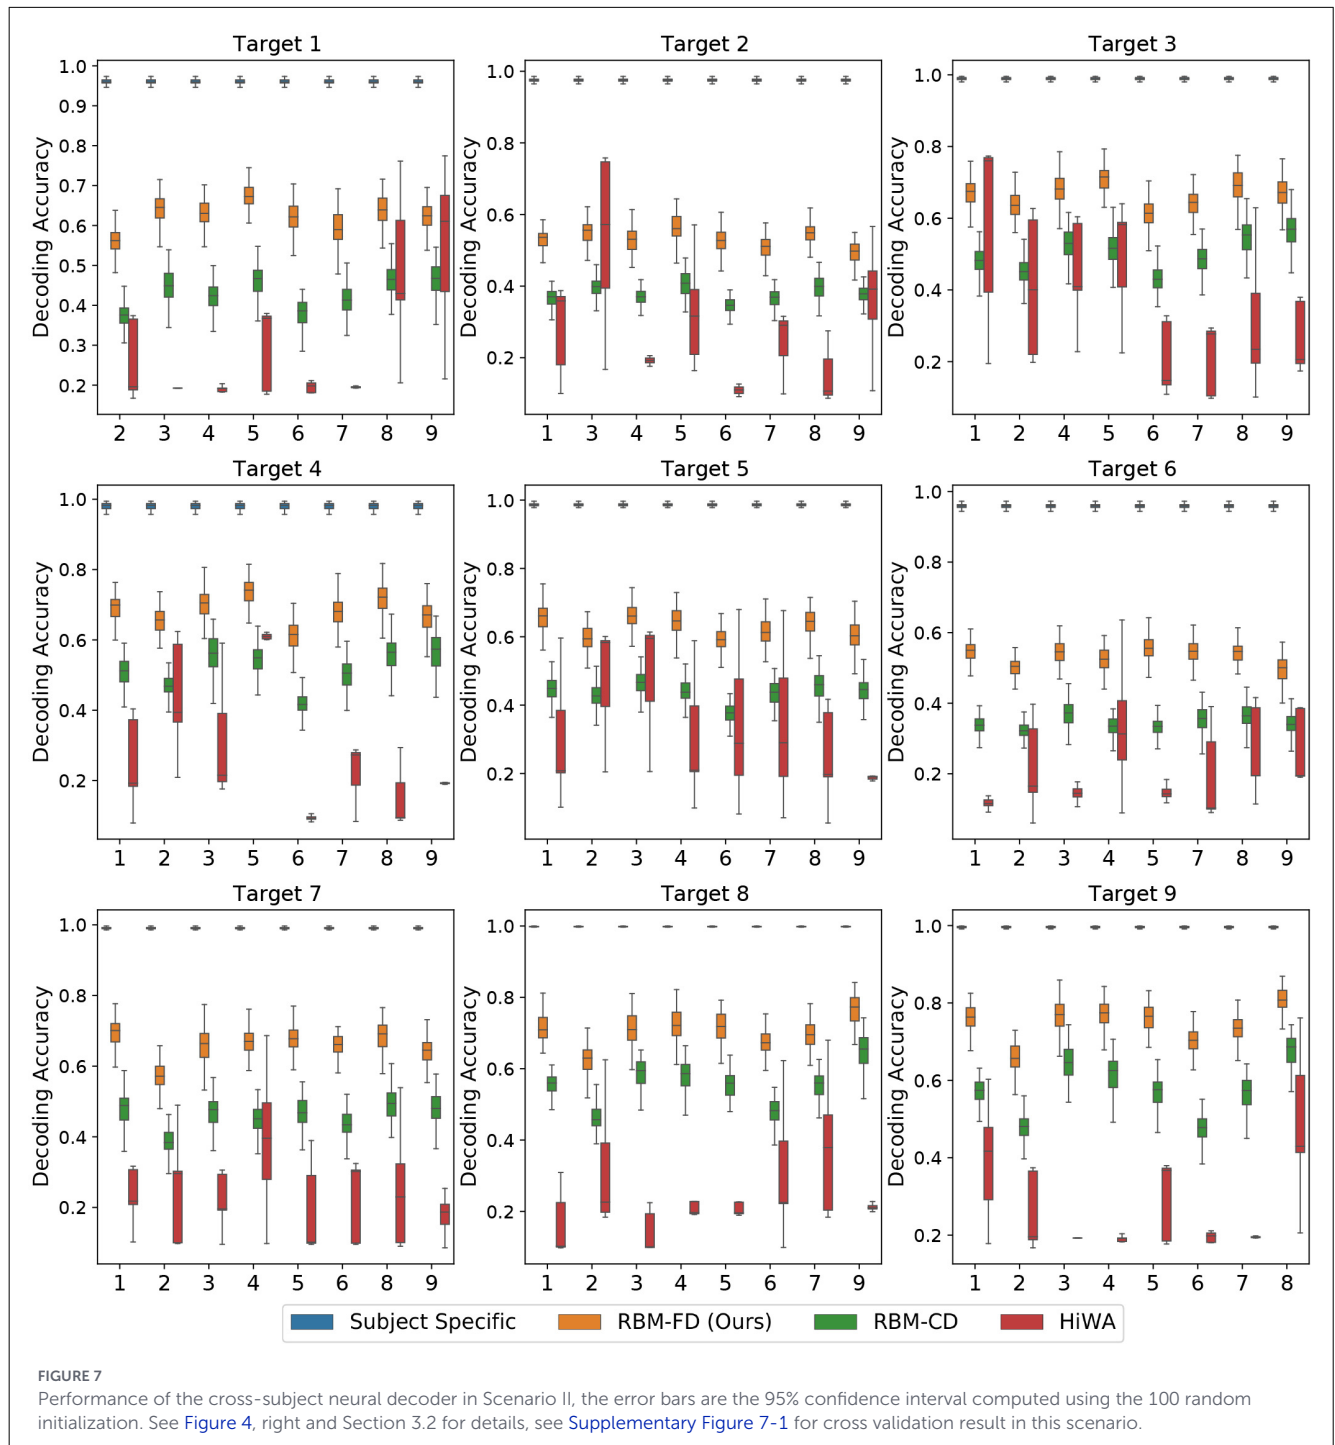 Target 1
Decoding Accuracy
1.0
0.9
0.8
0.7
0.6
0.5
0.4
0.3
0.2
2 3 4 5 6 7 8 9
Target 2
Decoding Accuracy
1.0
0.8
0.6
0.4
0.2
1 3 4 5 6 7 8 9
Target 3
Decoding Accuracy
1.0
0.8
0.6
0.4
0.2
1 2 4 5 6 7 8 9
Target 4
Decoding Accuracy
1.0
0.8
0.6
0.4
0.2
1 2 3 5 6 7 8 9
Target 5
Decoding Accuracy
1.0
0.8
0.6
0.4
0.2
1 2 3 4 6 7 8 9
Target 6
Decoding Accuracy
1.0
0.8
0.6
0.4
0.2
1 2 3 4 5 7 8 9
Target 7
Decoding Accuracy
1.0
0.8
0.6
0.4
0.2
1 2 3 4 5 6 8 9
Target 8
Decoding Accuracy
1.0
0.8
0.6
0.4
0.2
1 2 3 4 5 6 7 9
Target 9
Decoding Accuracy
1.0
0.8
0.6
0.4
0.2
1 2 3 4 5 6 7 8
Subject Specific RBM-FD (Ours) RBM-CD HiWA
FIGURE 7
Performance of the cross-subject neural decoder in Scenario II, the error bars are the 95% confidence interval computed using the 100 random
initialization. See Figure 4, right and Section 3.2 for details, see Supplementary Figure 7-1 for cross validation result in this scenario.